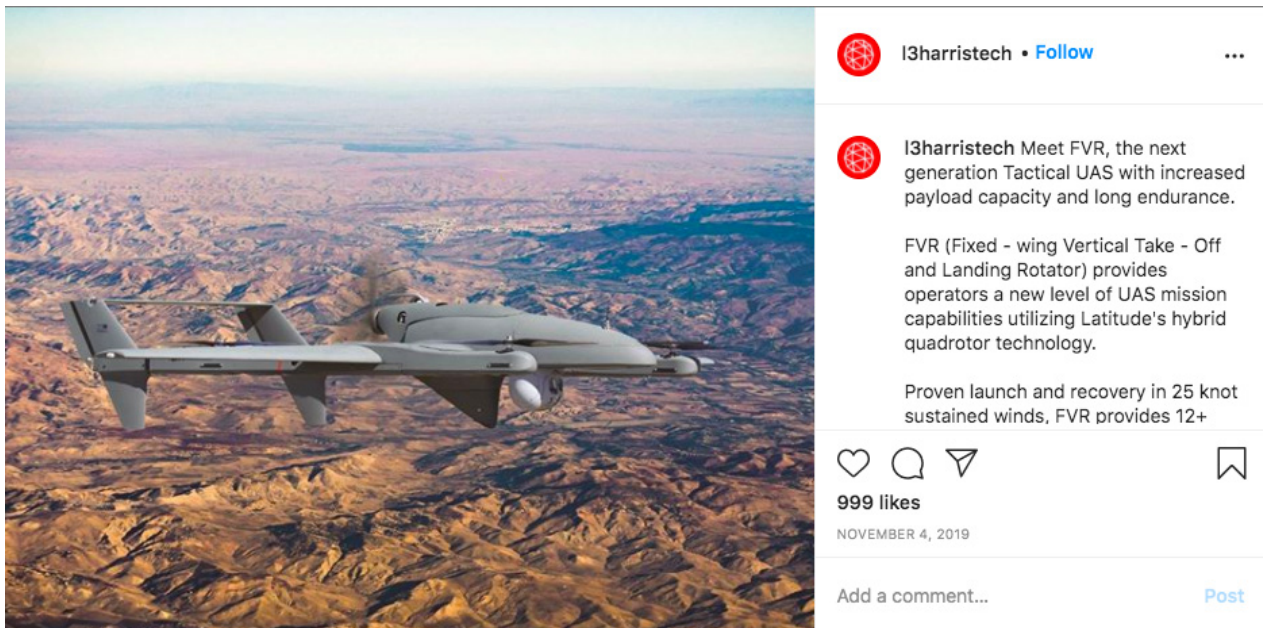 l3harristech • Follow
l3harristech Meet FVR, the next
generation Tactical UAS with increased
payload capacity and long endurance.
FVR (Fixed - wing Vertical Take - Off
and Landing Rotator) provides
operators a new level of UAS mission
capabilities utilizing Latitude's hybrid
quadrotor technology.
Proven launch and recovery in 25 knot
sustained winds, FVR provides 12+
999 likes
NOVEMBER 4, 2019
Add a comment...
Post